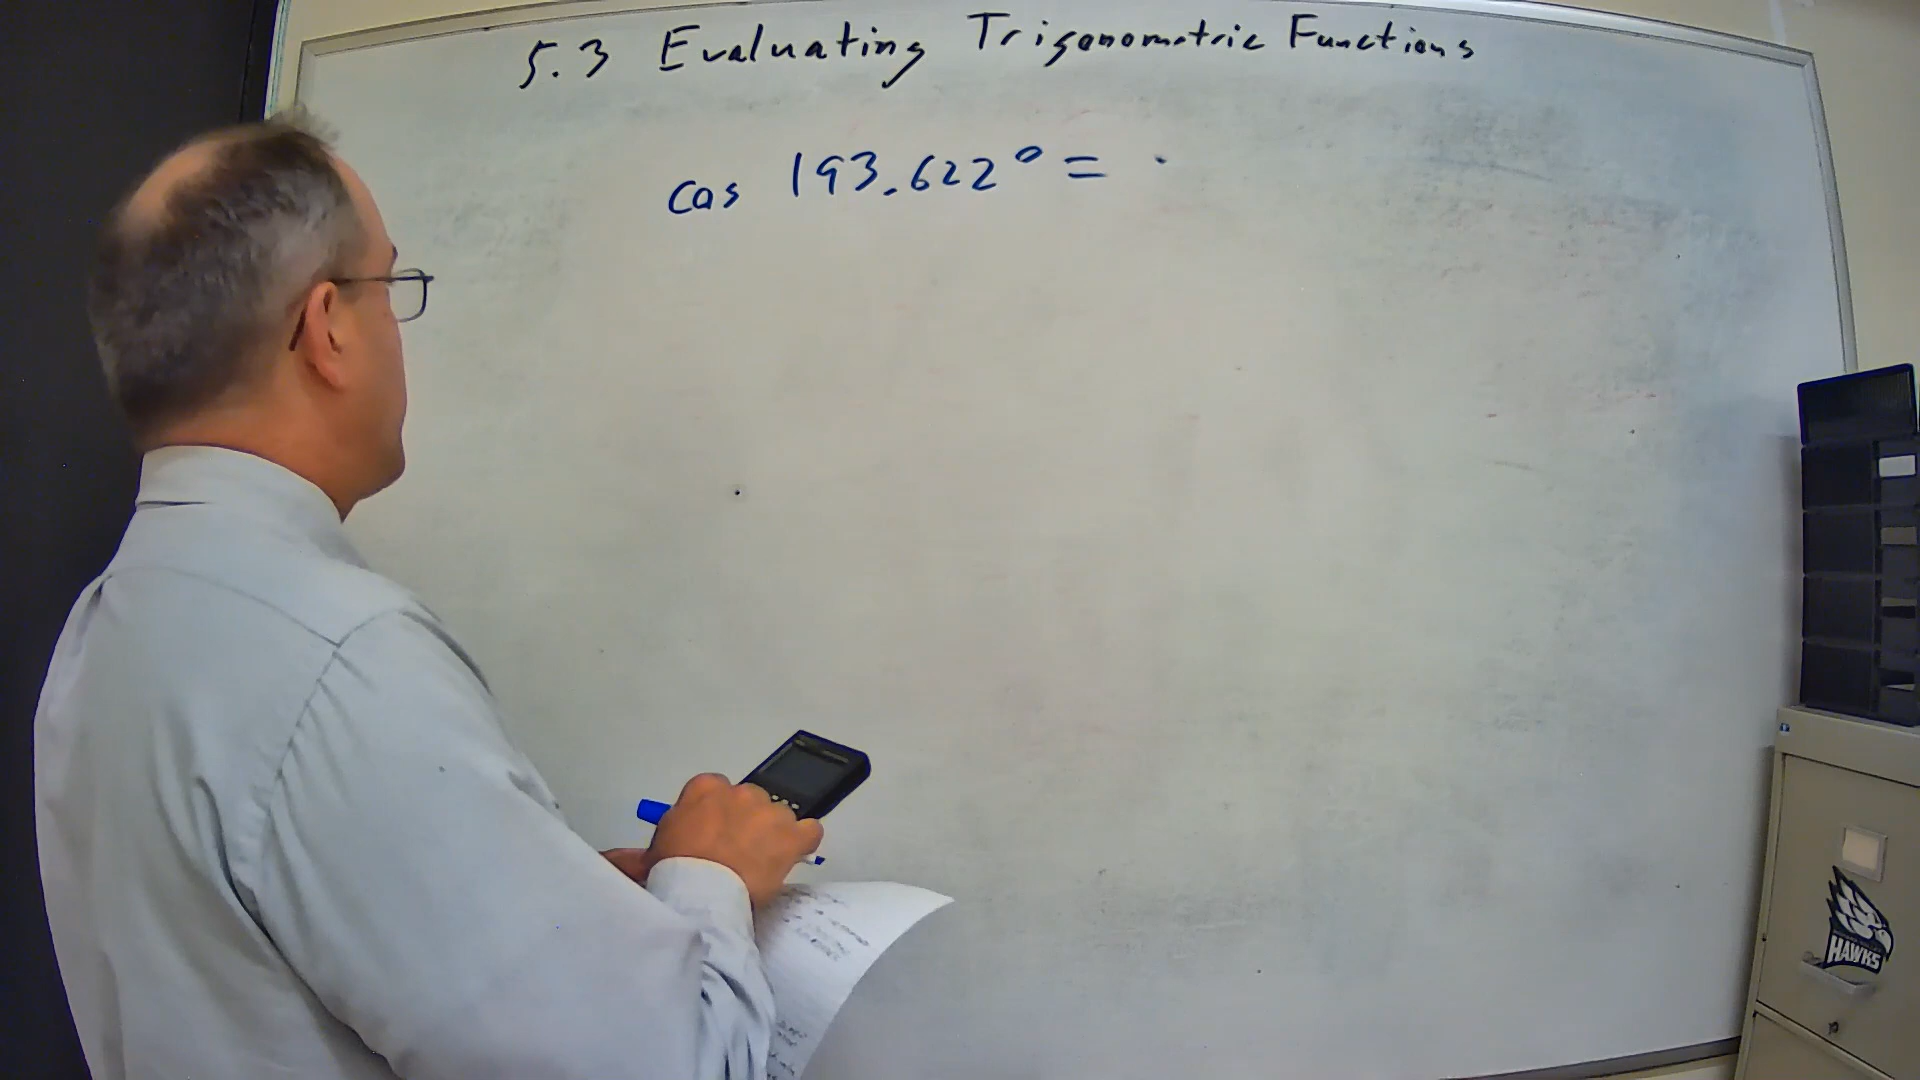 5.3 Evaluating Trigonometric Functions
cos 193.622° =
HAWKS